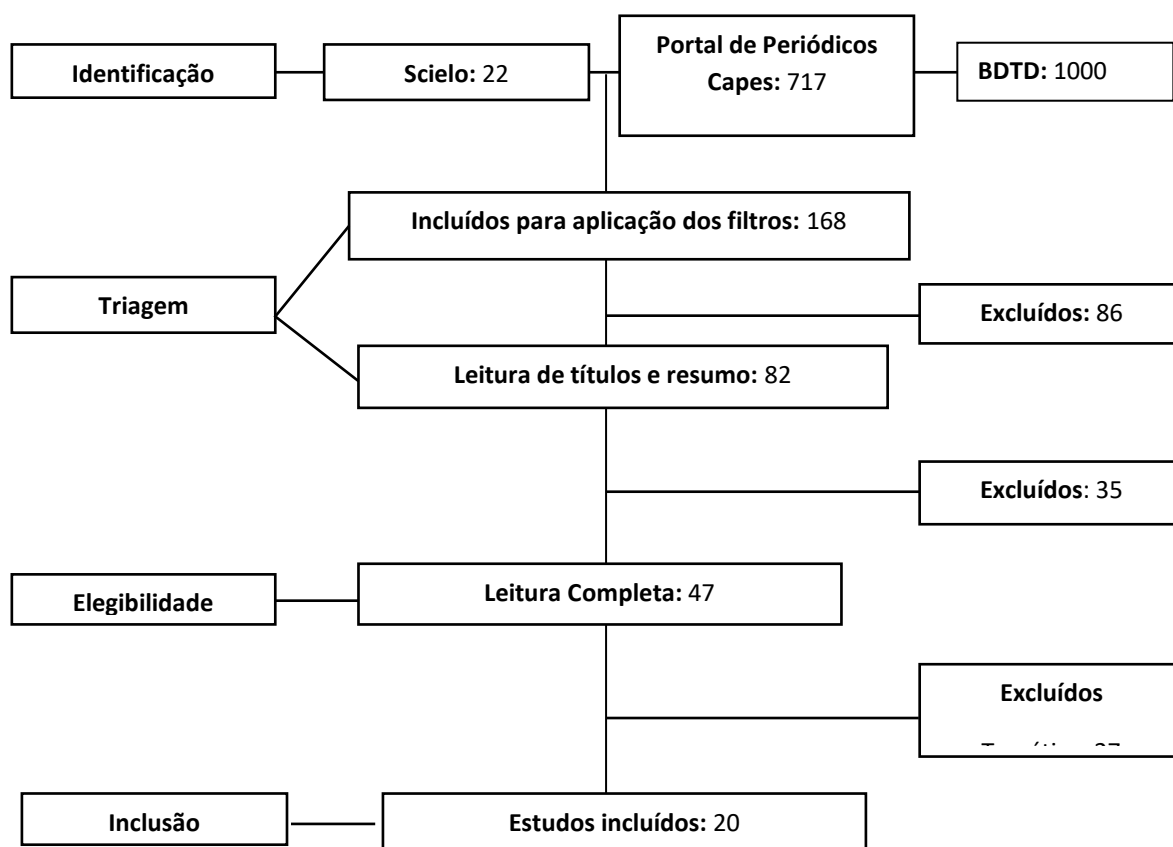 Identificação
Scielo: 22
Portal de Periódicos
Capes: 717
BDTD: 1000
Incluídos para aplicação dos filtros: 168
Triagem
Excluídos: 86
Leitura de títulos e resumo: 82
Excluídos: 35
Elegibilidade
Leitura Completa: 47
Excluídos
Inclusão
Estudos incluídos: 20